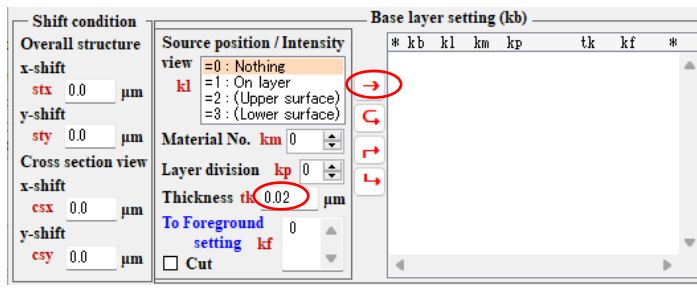 Shift condition
Overall structure
x-shift
stx 0.0 μm
y-shift
sty 0.0 μm
Cross section view
x-shift
csx 0.0 μm
y-shift
csy 0.0 μm
Source position / Intensity
view
kl
=0 : Nothing
=1 : On layer
=2 : (Upper surface)
=3 : (Lower surface)
Material No. km 0
Layer division kp 0
Thickness tk 0.02 μm
To Foreground
setting kf 0
Cut
Base layer setting (kb)
* kb kl km kp tk kf *